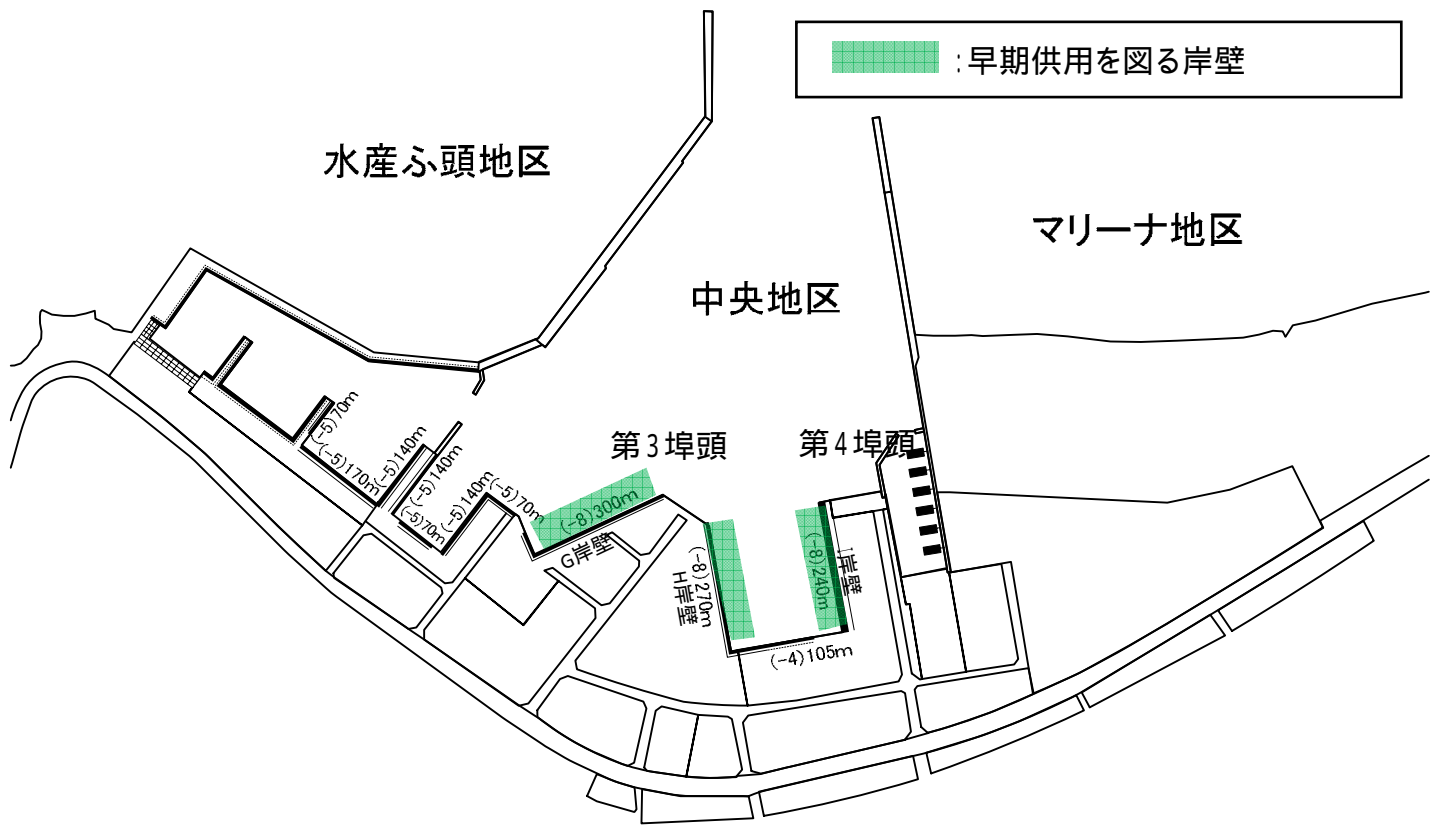 :早期供用を図る岸壁
水産ふ頭地区
マリーナ地区
中央地区
第3埠頭
第4埠頭
(-5)70m
(-5)170m
(-5)140m
(-5)140m
(-5)70m
(-5)140m
(-5)70m
(-8)300m
G岸壁
(-8)270m
H岸壁
(-8)240m
I岸壁
(-4)105m